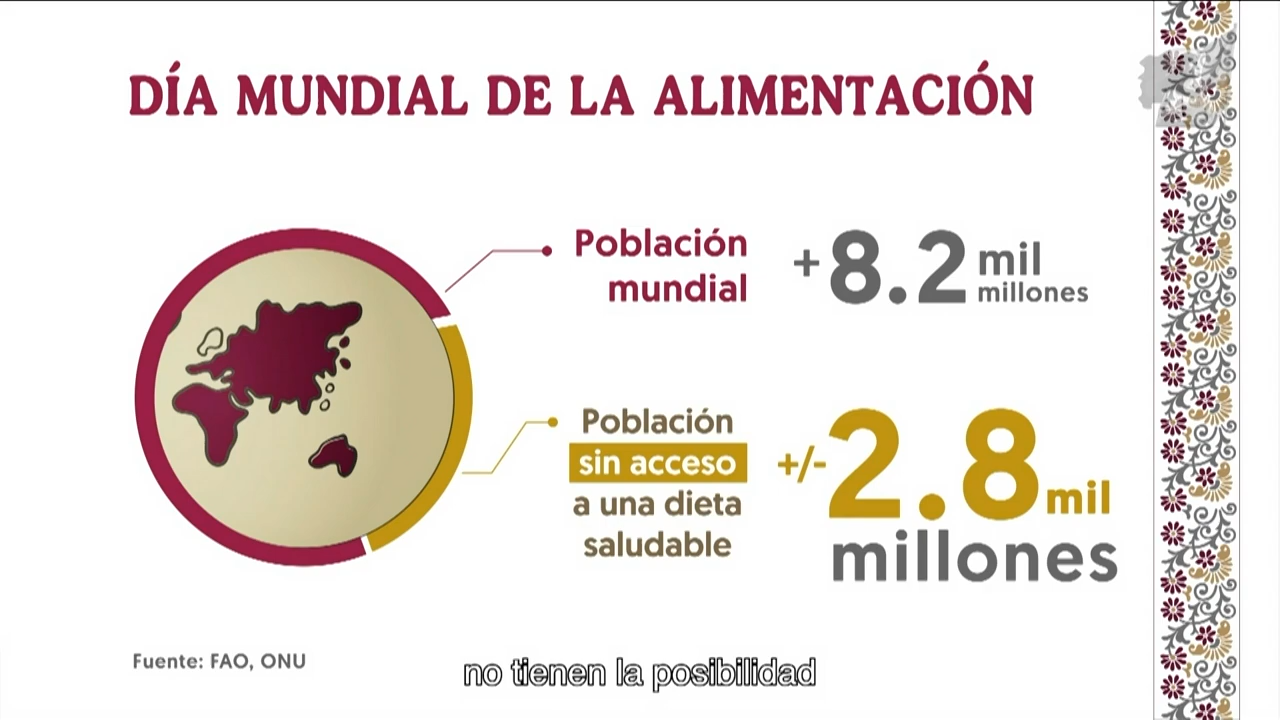 DÍA MUNDIAL DE LA ALIMENTACIÓN
Población
mundial
+8.2 mil
millones
Población
sin acceso
a una dieta
saludable
+/-2.8 mil
millones
Fuente: FAO, ONU
no tienen la posibilidad